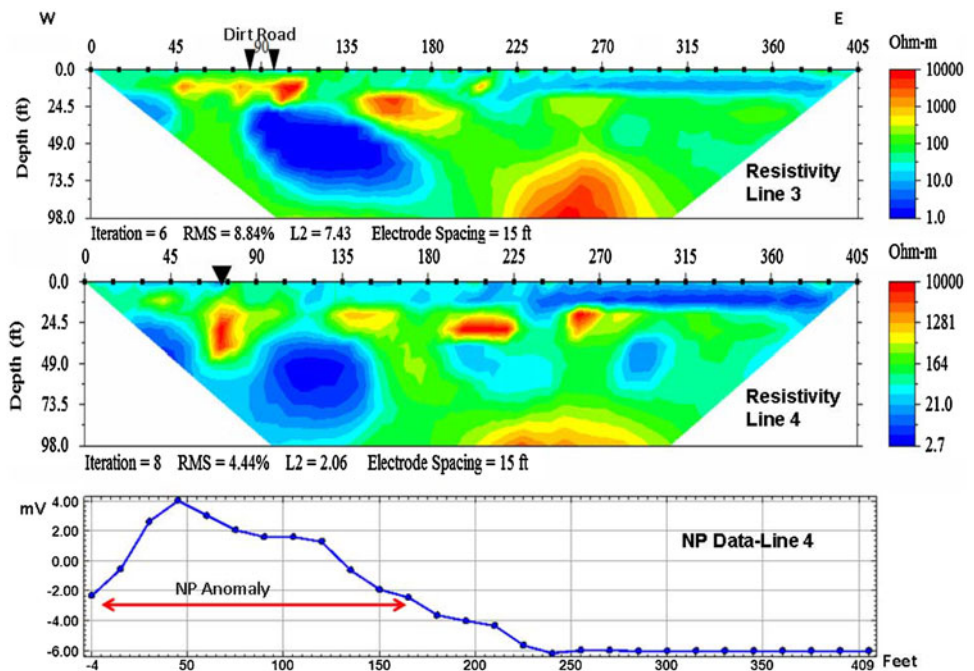 W E
Dirt Road
0 45 90 135 180 225 270 315 360 405
Ohm-m
Depth (ft)
0.0
24.5
49.0
73.5
98.0
10000
1000
100
10.0
1.0
Resistivity
Line 3
Iteration = 6 RMS = 8.84% L2 = 7.43 Electrode Spacing = 15 ft
0 45 90 135 180 225 270 315 360 405
Ohm-m
Depth (ft)
0.0
24.5
49.0
73.5
98.0
10000
1281
164
21.0
2.7
Resistivity
Line 4
Iteration = 8 RMS = 4.44% L2 = 2.06 Electrode Spacing = 15 ft
mV
4.00
2.00
0.00
-2.00
-4.00
-6.00
NP Data-Line 4
NP Anomaly
-4 50 100 150 200 250 300 350 409
Feet